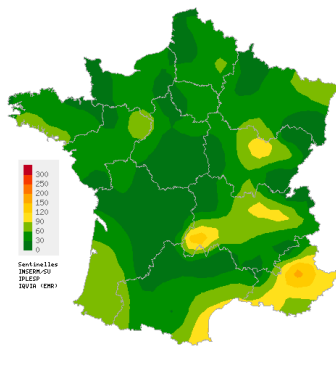 300
250
200
150
120
90
60
30
0
Sentinelles
INSERM/SU
IPLESP
IQVIA (EMR)